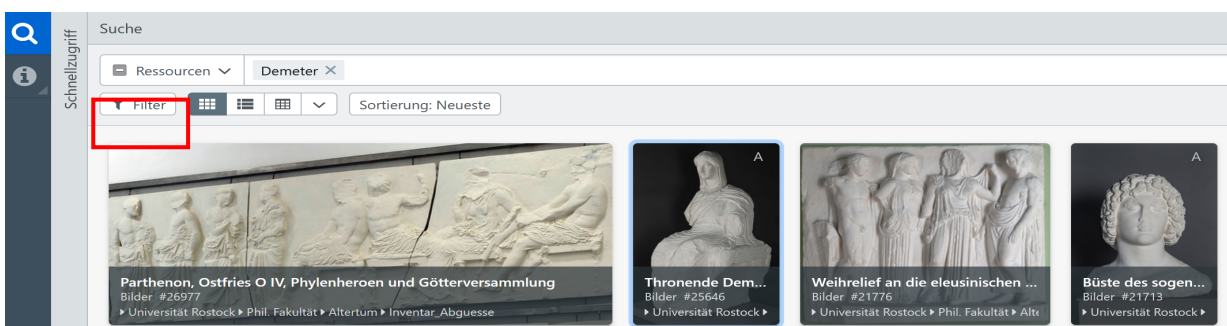 Suche
Schnellzugriff
Ressourcen
Demeter
Filter
Sortierung: Neueste
A
A
Parthenon, Ostfries O IV, Phylenheroen und Götterversammlung
Bilder #26977
Universität Rostock Phil. Fakultät Altertum Inventar_Abguesse
Thronende Dem...
Bilder #25646
Universität Rostock
Weihrelief an die eleusinischen ...
Bilder #21776
Universität Rostock Phil. Fakultät Alte
Büste des sogen...
Bilder #21713
Universität Rostock